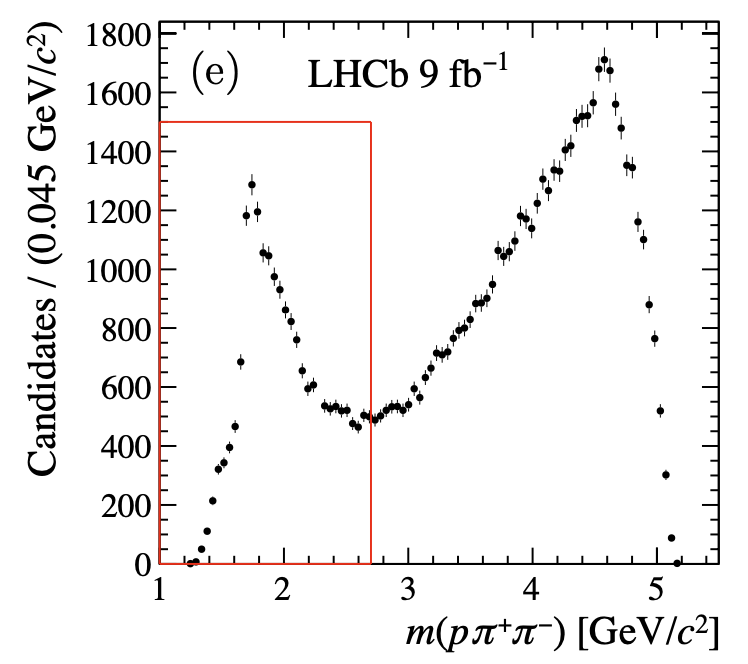 1800
(e)
LHCb 9 fb⁻¹
1600
1400
1200
1000
800
600
400
200
0
Candidates / (0.045 GeV/c²)
1 2 3 4 5
m(pπ⁺π⁻) [GeV/c²]